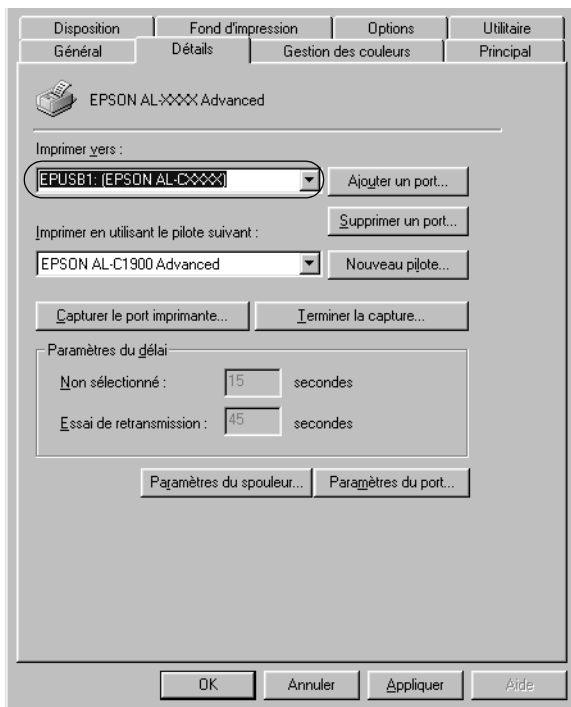 Disposition Fond d'impression Options Utilitaire
Général Détails Gestion des couleurs Principal
EPSON AL-XXXX Advanced
Imprimer vers :
EPUSB1: (EPSON AL-CXXXX) Ajouter un port...
Supprimer un port...
Imprimer en utilisant le pilote suivant :
EPSON AL-C1900 Advanced Nouveau pilote...
Capturer le port imprimante... Terminer la capture...
Paramètres du délai
Non sélectionné : 15 secondes
Essai de retransmission : 45 secondes
Paramètres du spouleur... Paramètres du port...
OK Annuler Appliquer Aide